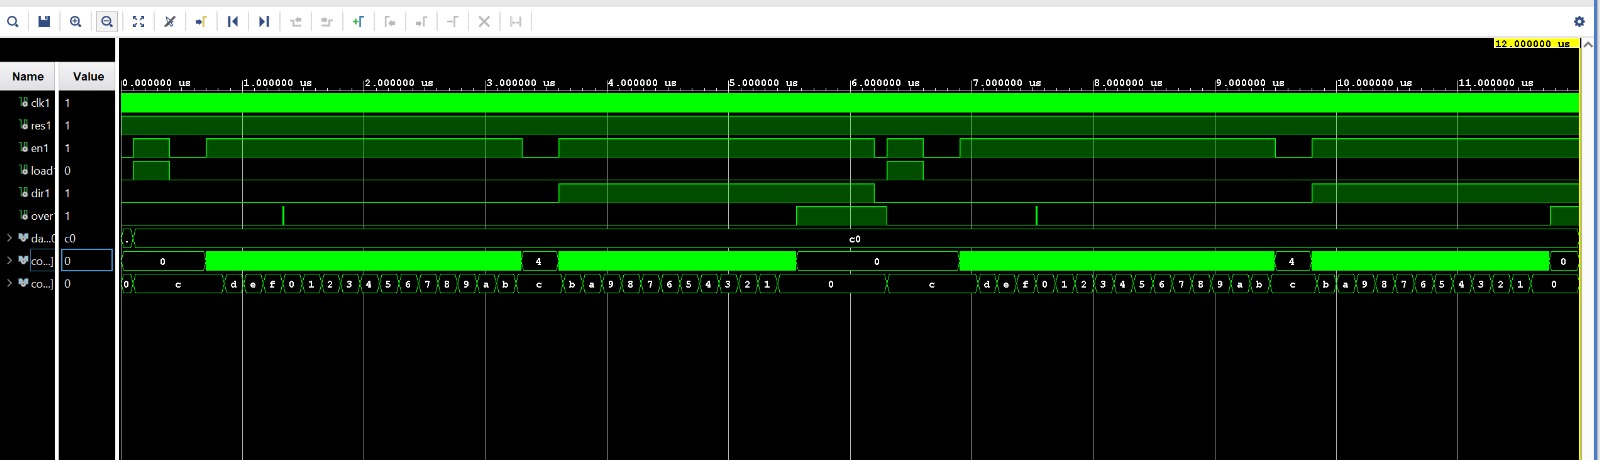 12.000000 us
Name Value
0.000000 us 1.000000 us 2.000000 us 3.000000 us 4.000000 us 5.000000 us 6.000000 us 7.000000 us 8.000000 us 9.000000 us 10.000000 us 11.000000 us
clk1 1
res1 1
en1 1
load 0
dir1 1
over 1
da...0 c0 . c0
co...] 0 0 4 0 4 0
co...] 0 0 c d e f 0 1 2 3 4 5 6 7 8 9 a b c b a 9 8 7 6 5 4 3 2 1 0 c d e f 0 1 2 3 4 5 6 7 8 9 a b c b a 9 8 7 6 5 4 3 2 1 0